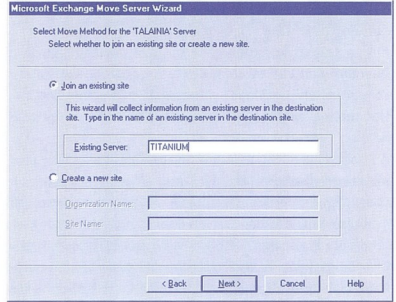 Microsoft Exchange Move Server Wizard
Select Move Method for the 'TALAINIA' Server
Select whether to join an existing site or create a new site.
Join an existing site
This wizard will collect information from an existing server in the destination
site. Type in the name of an existing server in the destination site.
Existing Server: TITANIUM
Create a new site
Organization Name:
Site Name:
< Back Next > Cancel Help